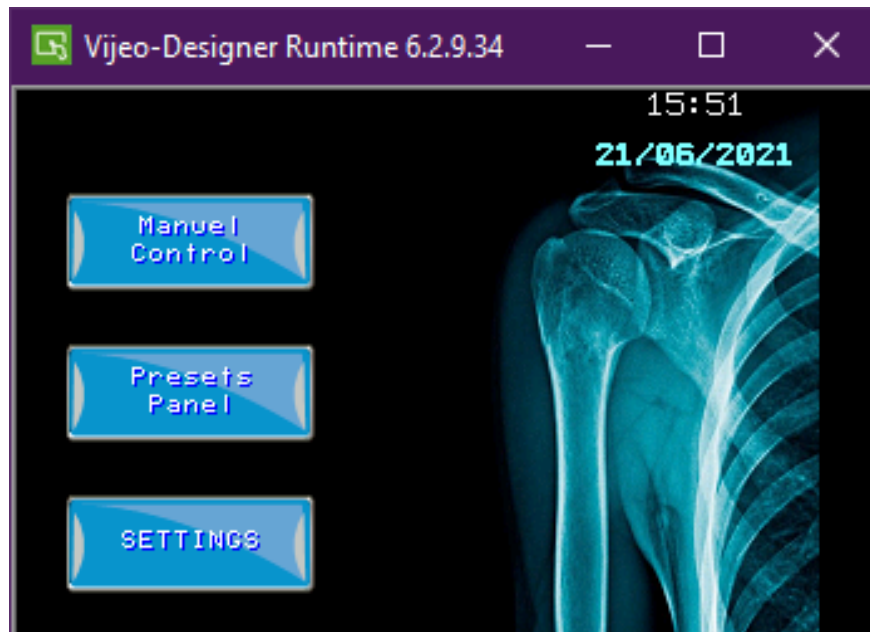 Vijeo-Designer Runtime 6.2.9.34
15:51
21/06/2021
Manuel
Control
Presets
Panel
SETTINGS